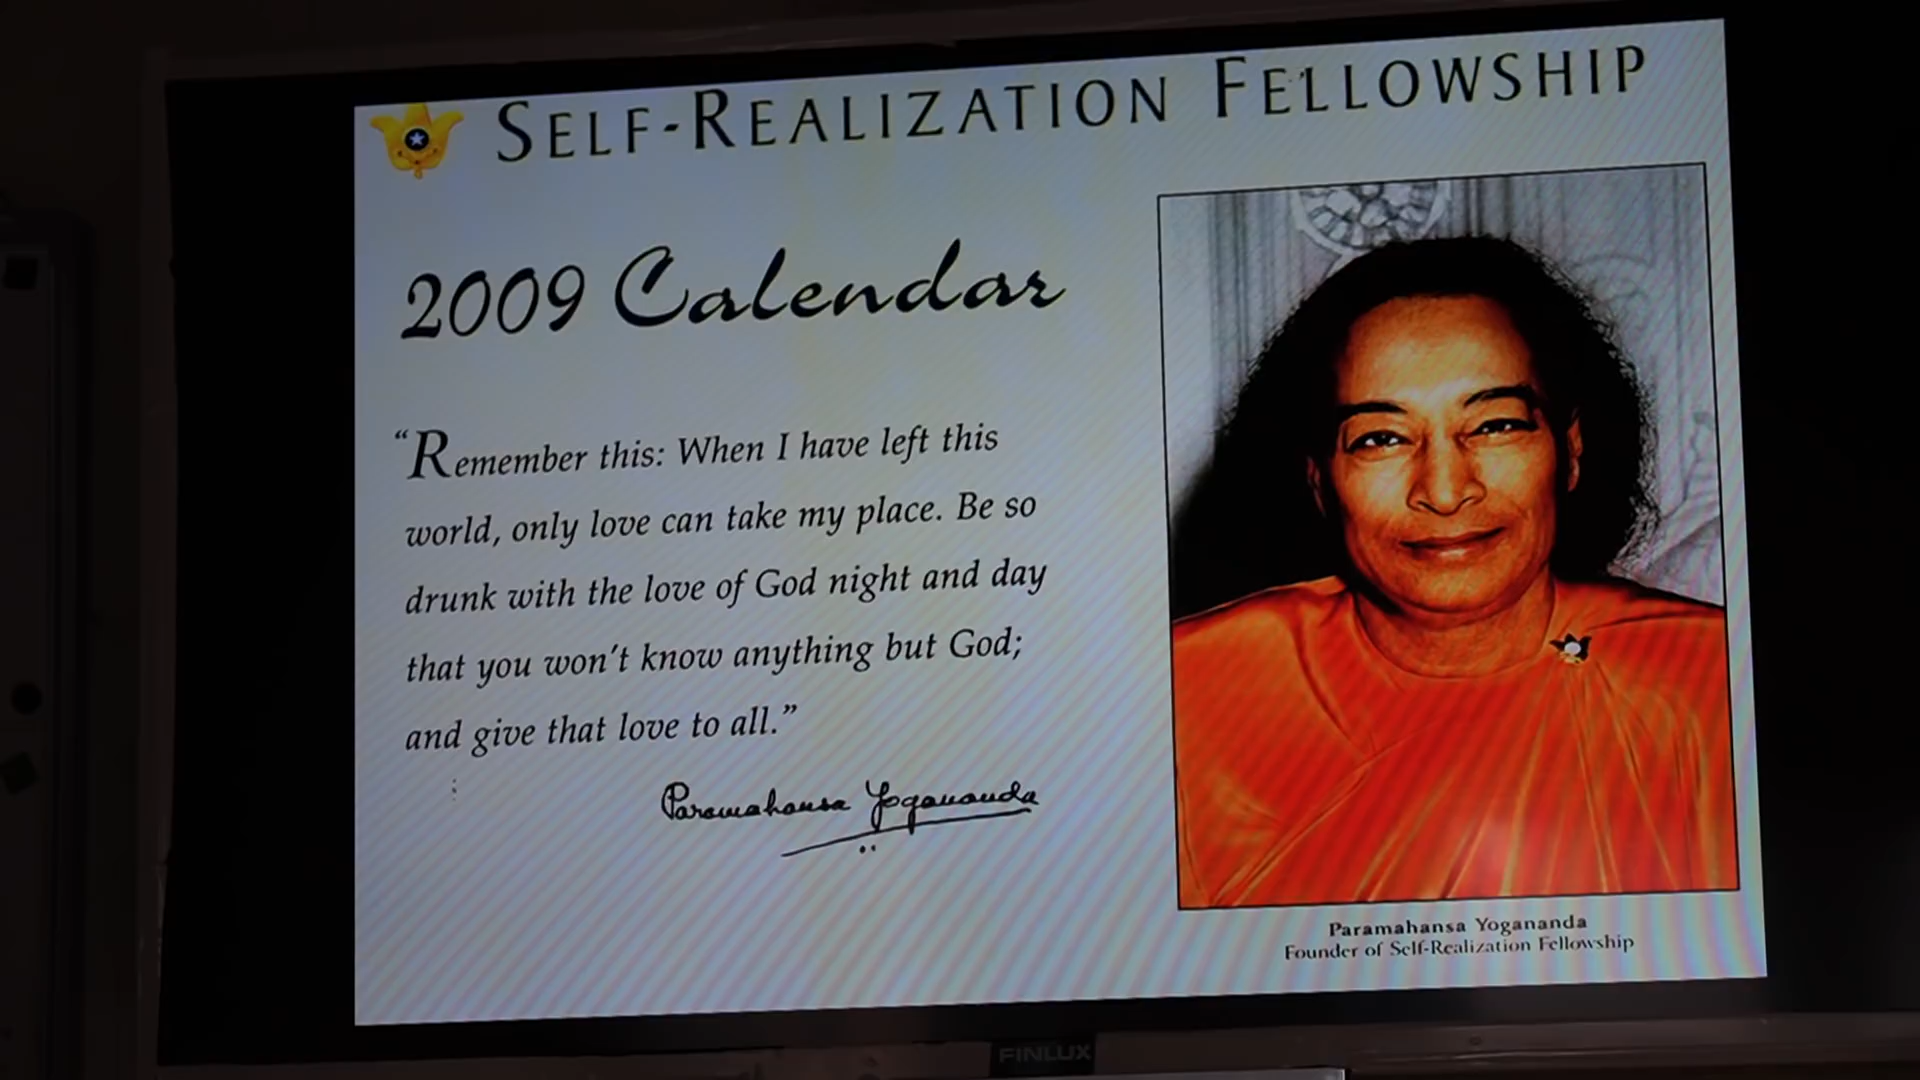 SELF-REALIZATION FELLOWSHIP
2009 Calendar
“Remember this: When I have left this
world, only love can take my place. Be so
drunk with the love of God night and day
that you won’t know anything but God;
and give that love to all.”
Paramahansa Yogananda
Paramahansa Yogananda
Founder of Self-Realization Fellowship
FINLUX